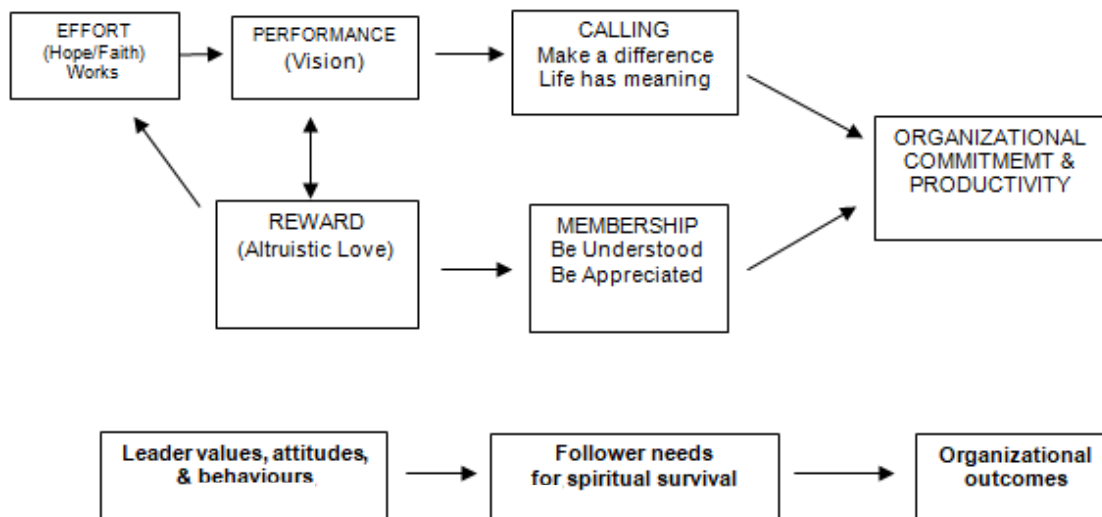 EFFORT
(Hope/Faith)
Works
PERFORMANCE
(Vision)
CALLING
Make a difference
Life has meaning
ORGANIZATIONAL
COMMITMEMT &
PRODUCTIVITY
REWARD
(Altruistic Love)
MEMBERSHIP
Be Understood
Be Appreciated
Leader values, attitudes,
& behaviours
Follower needs
for spiritual survival
Organizational
outcomes